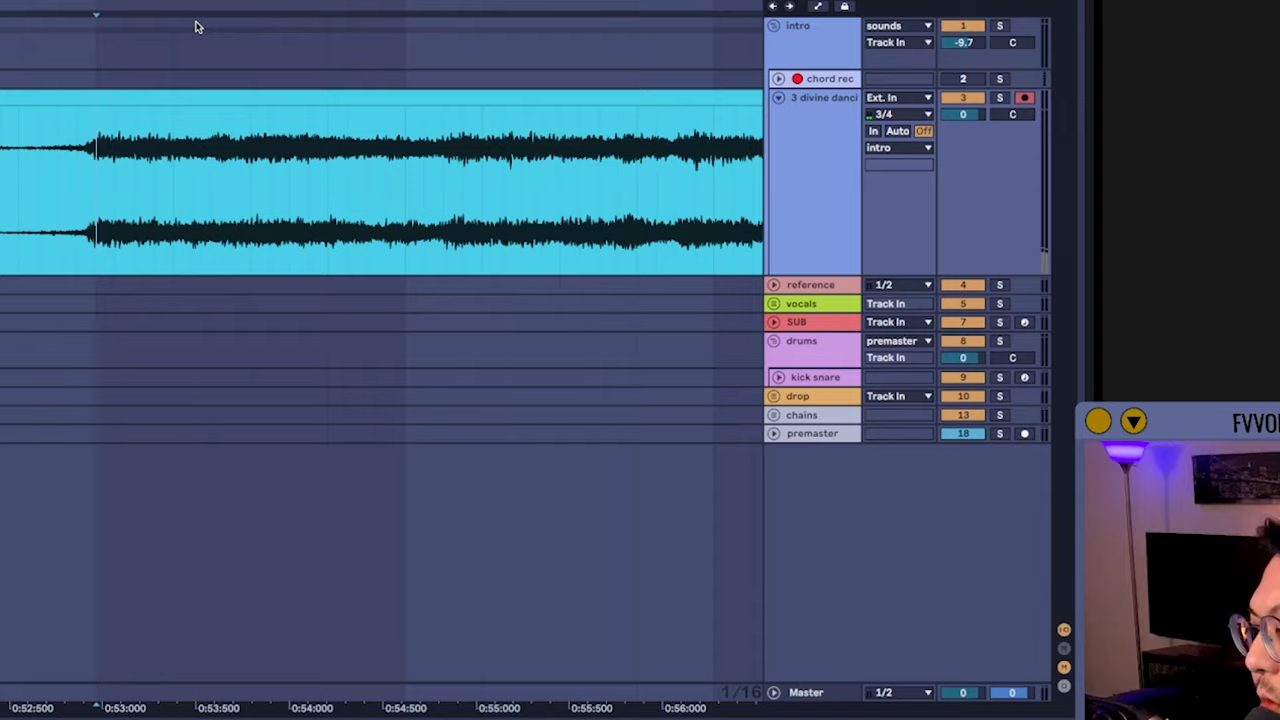 intro sounds 1 S
Track In -9.7 C
chord rec 2 S
3 divine danci Ext. In 3 S
3/4 0 C
In Auto Off
intro
reference 1/2 4 S
vocals Track In 5 S
SUB Track In 7 S
drums premaster 8 S
Track In 0 C
kick snare 9 S
drop Track In 10 S
chains 13 S
premaster 18 S
FVVO
1/16 Master 1/2 0 0
0:52:500 0:53:000 0:53:500 0:54:000 0:54:500 0:55:000 0:55:500 0:56:000